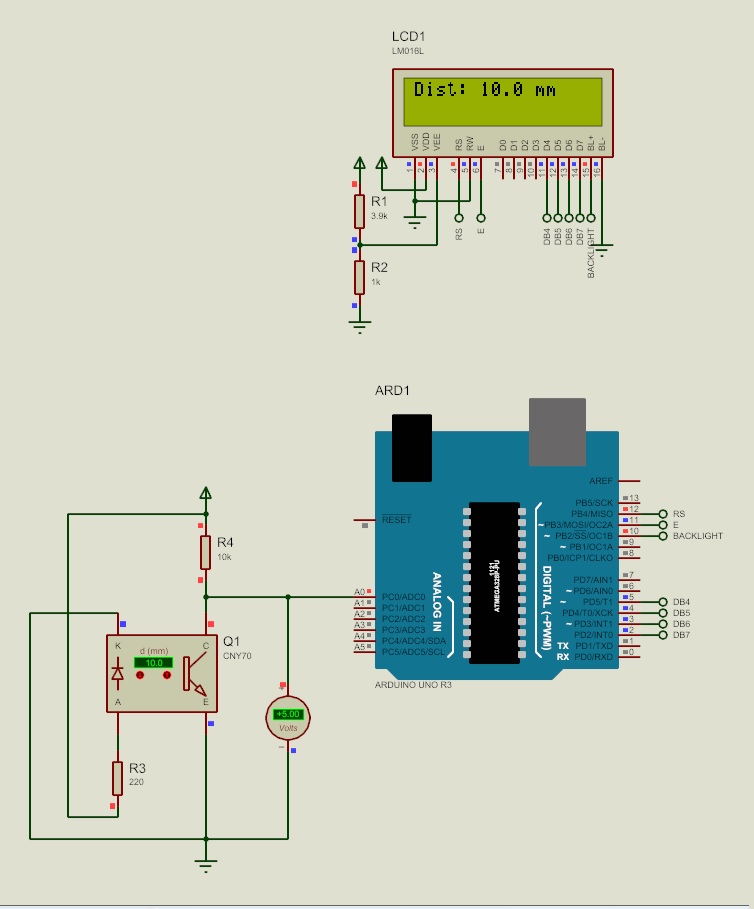 LCD1
LM016L
Dist: 10.0 mm
VSS VDD VEE RS RW E D0 D1 D2 D3 D4 D5 D6 D7 BL+ BL-
1 2 3 4 5 6 7 8 9 10 11 12 13 14 15 16
R1
3.9k
RS E DB4 DB5 DB6 DB7 BACKLIGHT
R2
1k
ARD1
AREF
RESET
PB5/SCK 13
PB4/MISO 12 RS
~PB3/MOSI/OC2A 11 E
~ PB2/SS/OC1B 10 BACKLIGHT
~ PB1/OC1A 9
PB0/ICP1/CLKO 8
PD7/AIN1 7
~ PD6/AIN0 6
~ PD5/T1 5 DB4
PD4/T0/XCK 4 DB5
~ PD3/INT1 3 DB6
PD2/INT0 2 DB7
TX PD1/TXD 1
RX PD0/RXD 0
DIGITAL (~PWM)
ANALOG IN
1121
A0 PC0/ADC0
A1 PC1/ADC1
A2 PC2/ADC2
A3 PC3/ADC3
A4 PC4/ADC4/SDA
A5 PC5/ADC5/SCL
ARDUINO UNO R3
R4
10k
Q1
CNY70
K C
d (mm)
10.0
A E
+
+5.00
Volts
−
R3
220